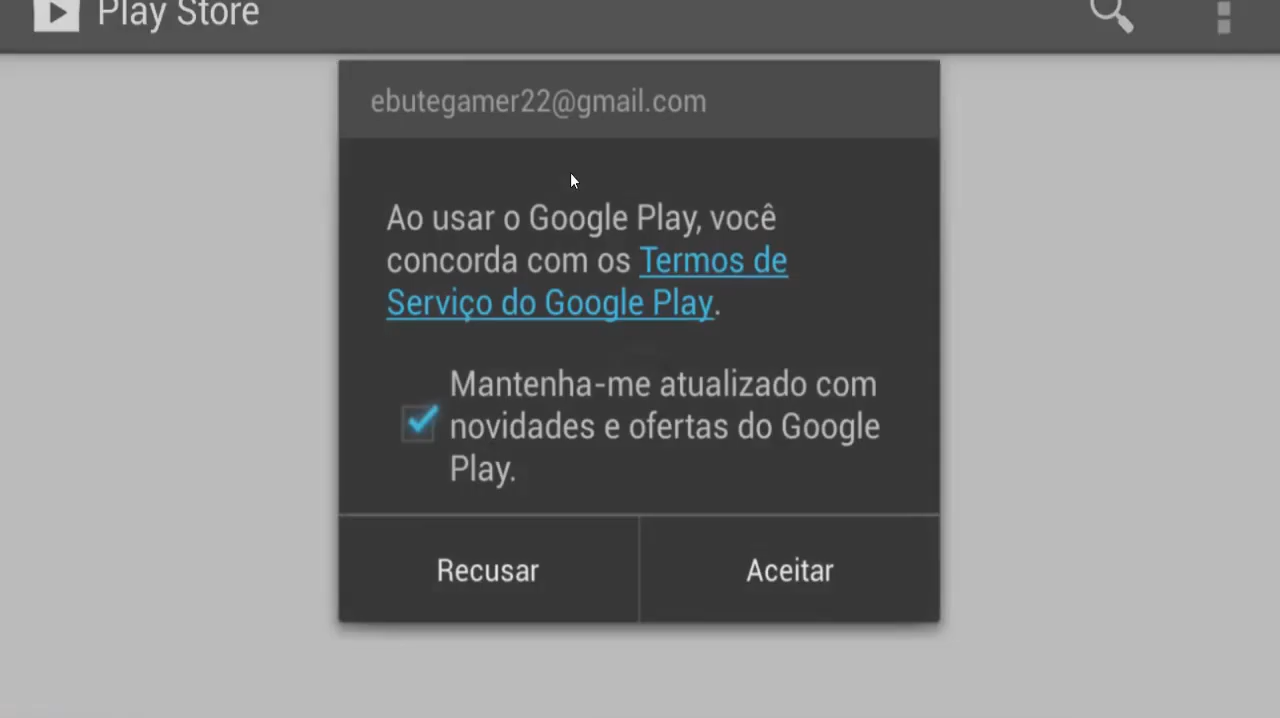 Play Store
ebutegamer22@gmail.com
Ao usar o Google Play, você
concorda com os Termos de
Serviço do Google Play.
Mantenha-me atualizado com
novidades e ofertas do Google
Play.
Recusar
Aceitar